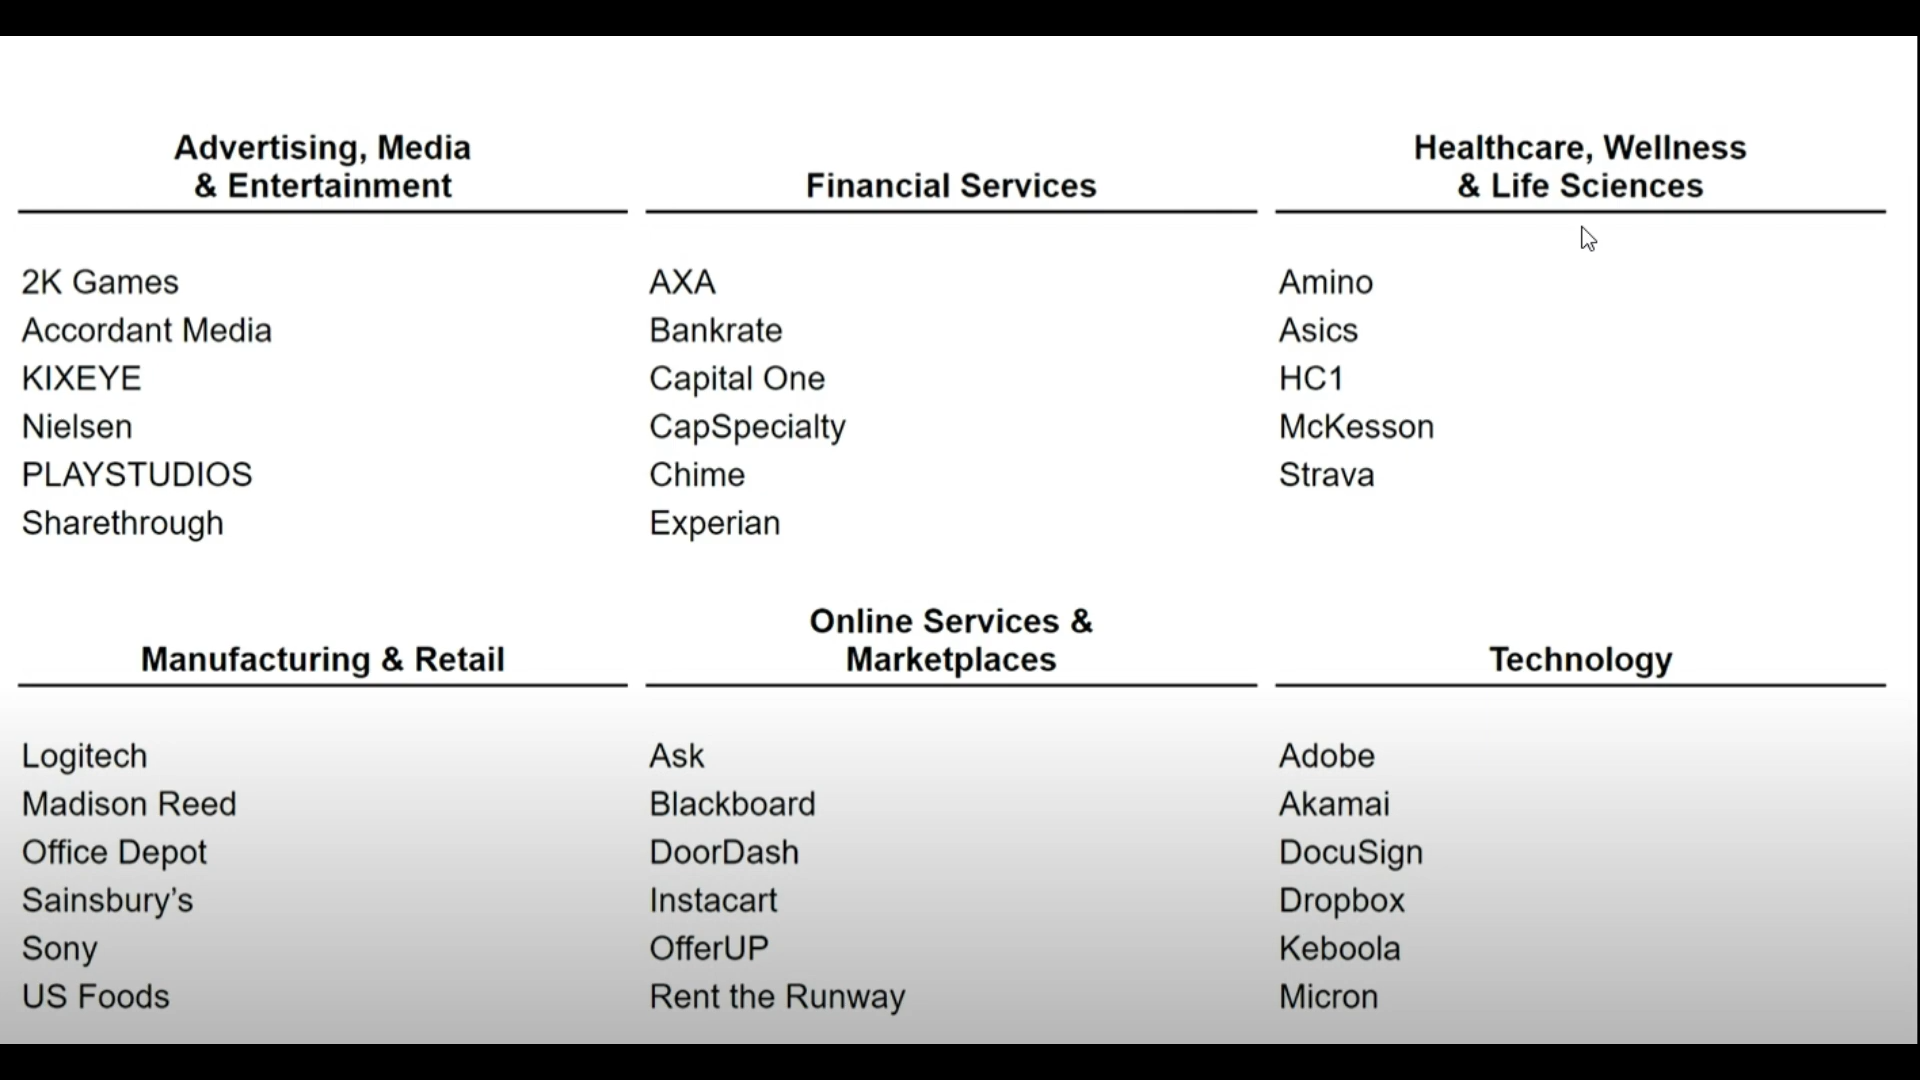 Advertising, Media
& Entertainment
2K Games
Accordant Media
KIXEYE
Nielsen
PLAYSTUDIOS
Sharethrough
Financial Services
AXA
Bankrate
Capital One
CapSpecialty
Chime
Experian
Healthcare, Wellness
& Life Sciences
Amino
Asics
HC1
McKesson
Strava
Manufacturing & Retail
Logitech
Madison Reed
Office Depot
Sainsbury’s
Sony
US Foods
Online Services &
Marketplaces
Ask
Blackboard
DoorDash
Instacart
OfferUP
Rent the Runway
Technology
Adobe
Akamai
DocuSign
Dropbox
Keboola
Micron